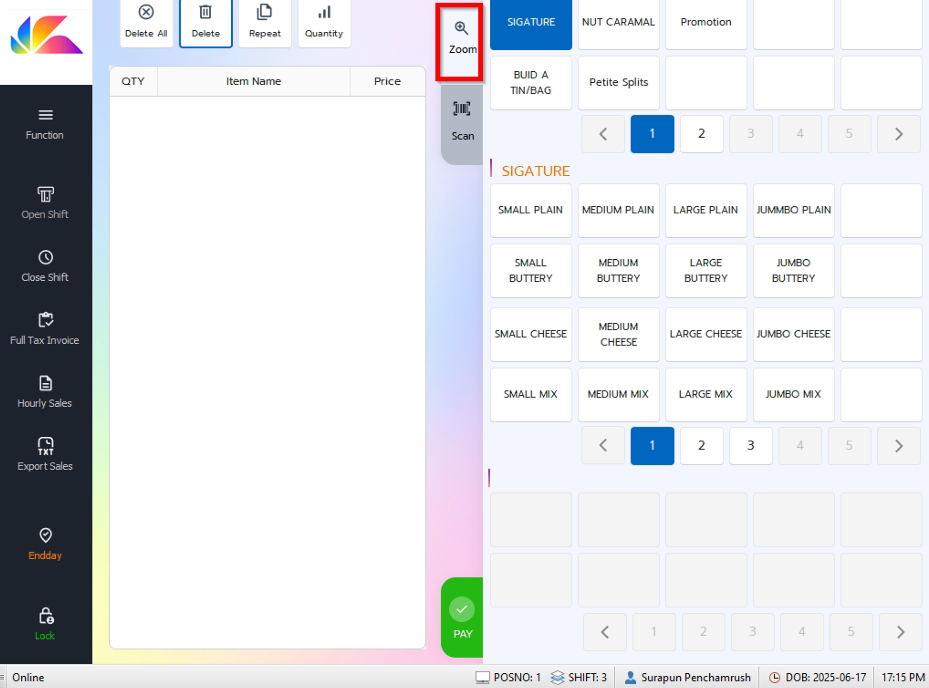 Delete All
Delete
Repeat
Quantity
Zoom
Scan
QTY
Item Name
Price
PAY
Function
Open Shift
Close Shift
Full Tax Invoice
Hourly Sales
TXT
Export Sales
Endday
Lock
SIGATURE
NUT CARAMAL
Promotion
BUID A
TIN/BAG
Petite Splits
1
2
3
4
5
SIGATURE
SMALL PLAIN
MEDIUM PLAIN
LARGE PLAIN
JUMMBO PLAIN
SMALL
BUTTERY
MEDIUM
BUTTERY
LARGE
BUTTERY
JUMBO
BUTTERY
SMALL CHEESE
MEDIUM
CHEESE
LARGE CHEESE
JUMBO CHEESE
SMALL MIX
MEDIUM MIX
LARGE MIX
JUMBO MIX
1
2
3
4
5
1
2
3
4
5
Online
POSNO: 1
SHIFT: 3
Surapun Penchamrush
DOB: 2025-06-17
17:15 PM